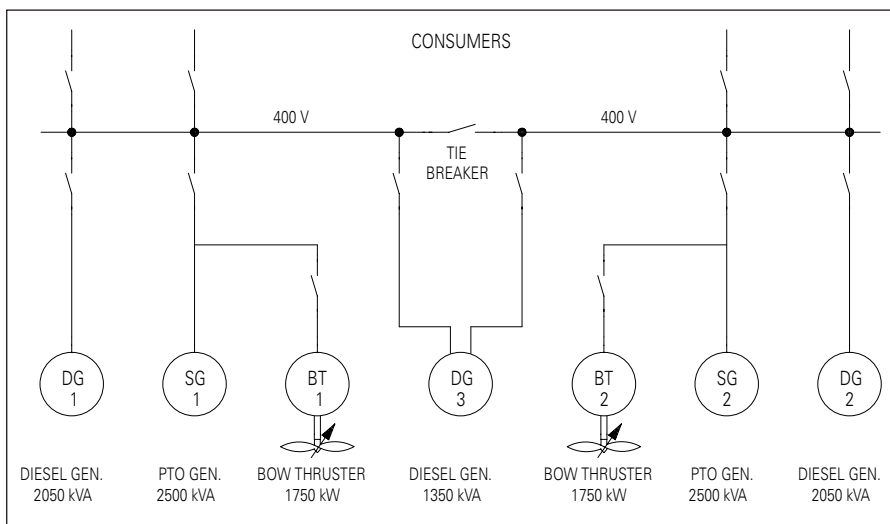 CONSUMERS
400 V
400 V
TIE
BREAKER
DG
1
SG
1
BT
1
DG
3
BT
2
SG
2
DG
2
DIESEL GEN.
2050 kVA
PTO GEN.
2500 kVA
BOW THRUSTER
1750 kW
DIESEL GEN.
1350 kVA
BOW THRUSTER
1750 kW
PTO GEN.
2500 kVA
DIESEL GEN.
2050 kVA